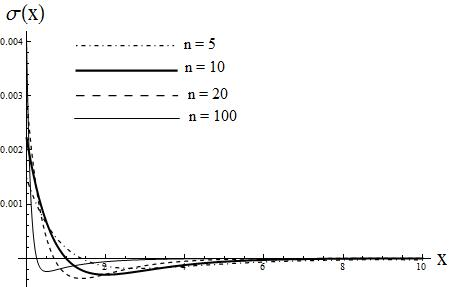 σ(x)
0.004
n = 5
n = 10
0.003
n = 20
n = 100
0.002
0.001
2 4 6 8 10 X